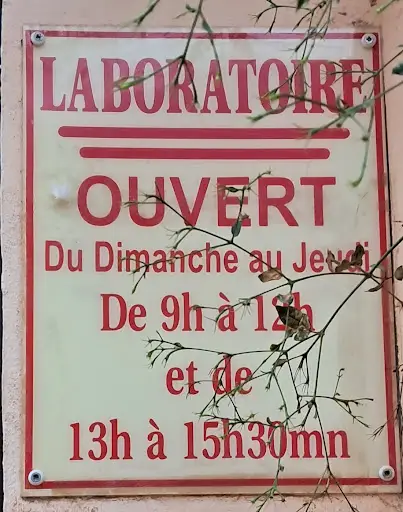 LABORATOIRE
OUVERT
Du Dimanche au Jeudi
De 9h à 12h
et de
13h à 15h30mn